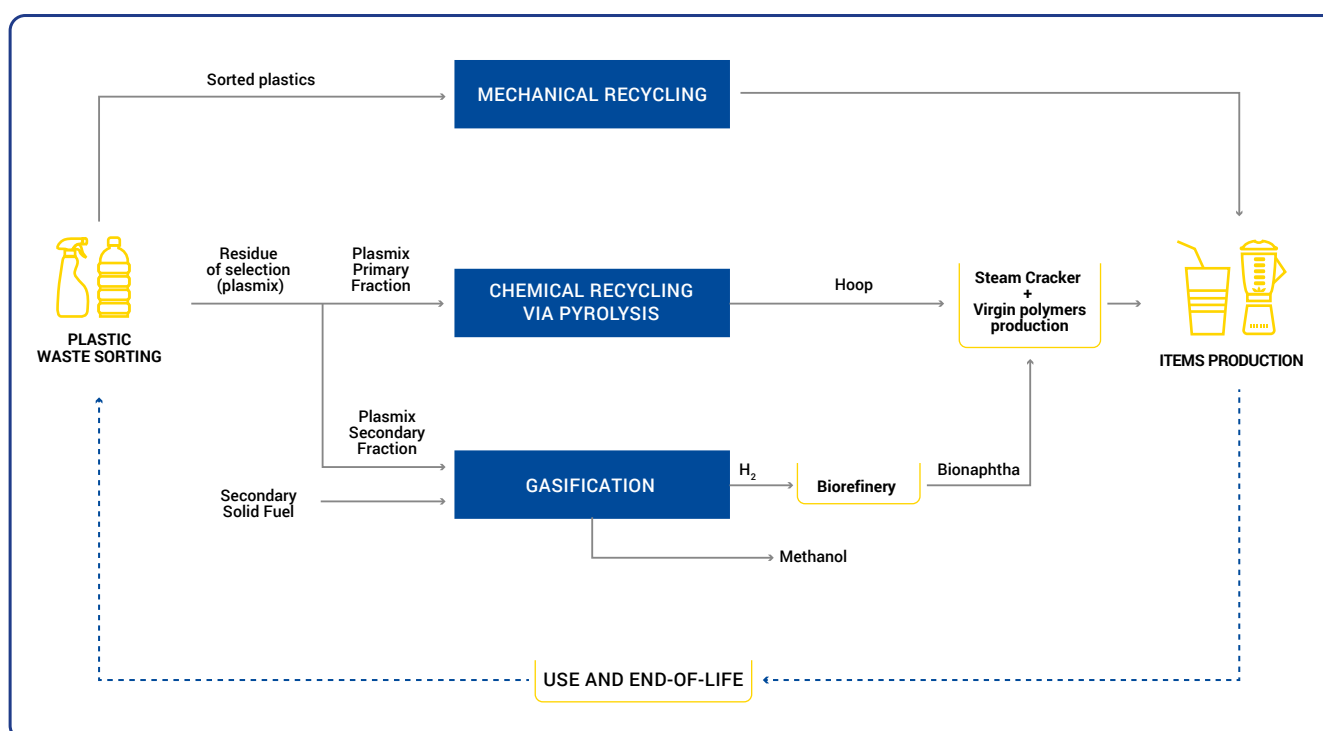 Sorted plastics
MECHANICAL RECYCLING
Residue
of selection
(plasmix)
Plasmix
Primary
Fraction
CHEMICAL RECYCLING
VIA PYROLYSIS
Hoop
Steam Cracker
+
Virgin polymers
production
PLASTIC
WASTE SORTING
ITEMS PRODUCTION
Plasmix
Secondary
Fraction
Secondary
Solid Fuel
GASIFICATION
H₂
Biorefinery
Bionaphtha
Methanol
USE AND END-OF-LIFE